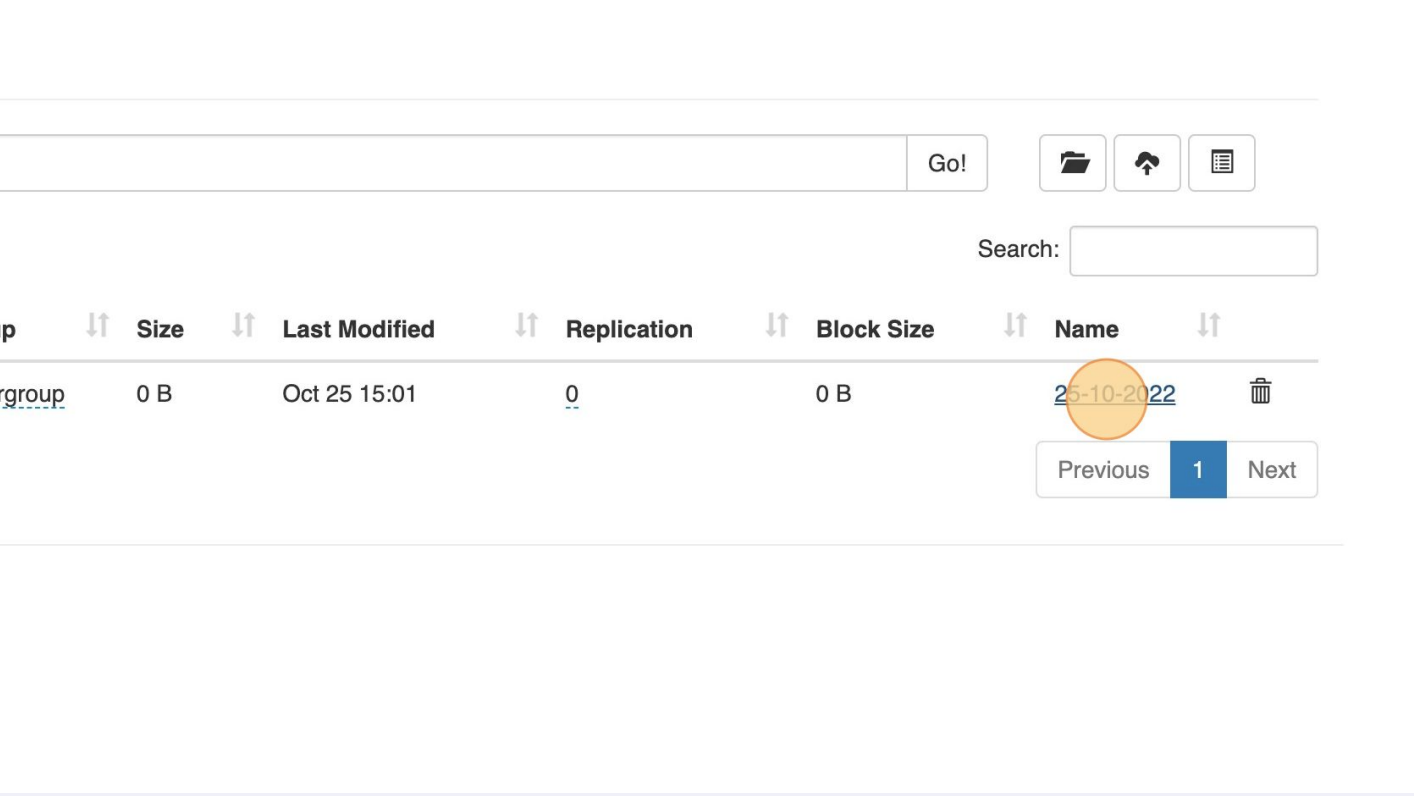 Go!
Search:
Size Last Modified Replication Block Size Name
0 B Oct 25 15:01 0 0 B 25-10-2022
Previous 1 Next